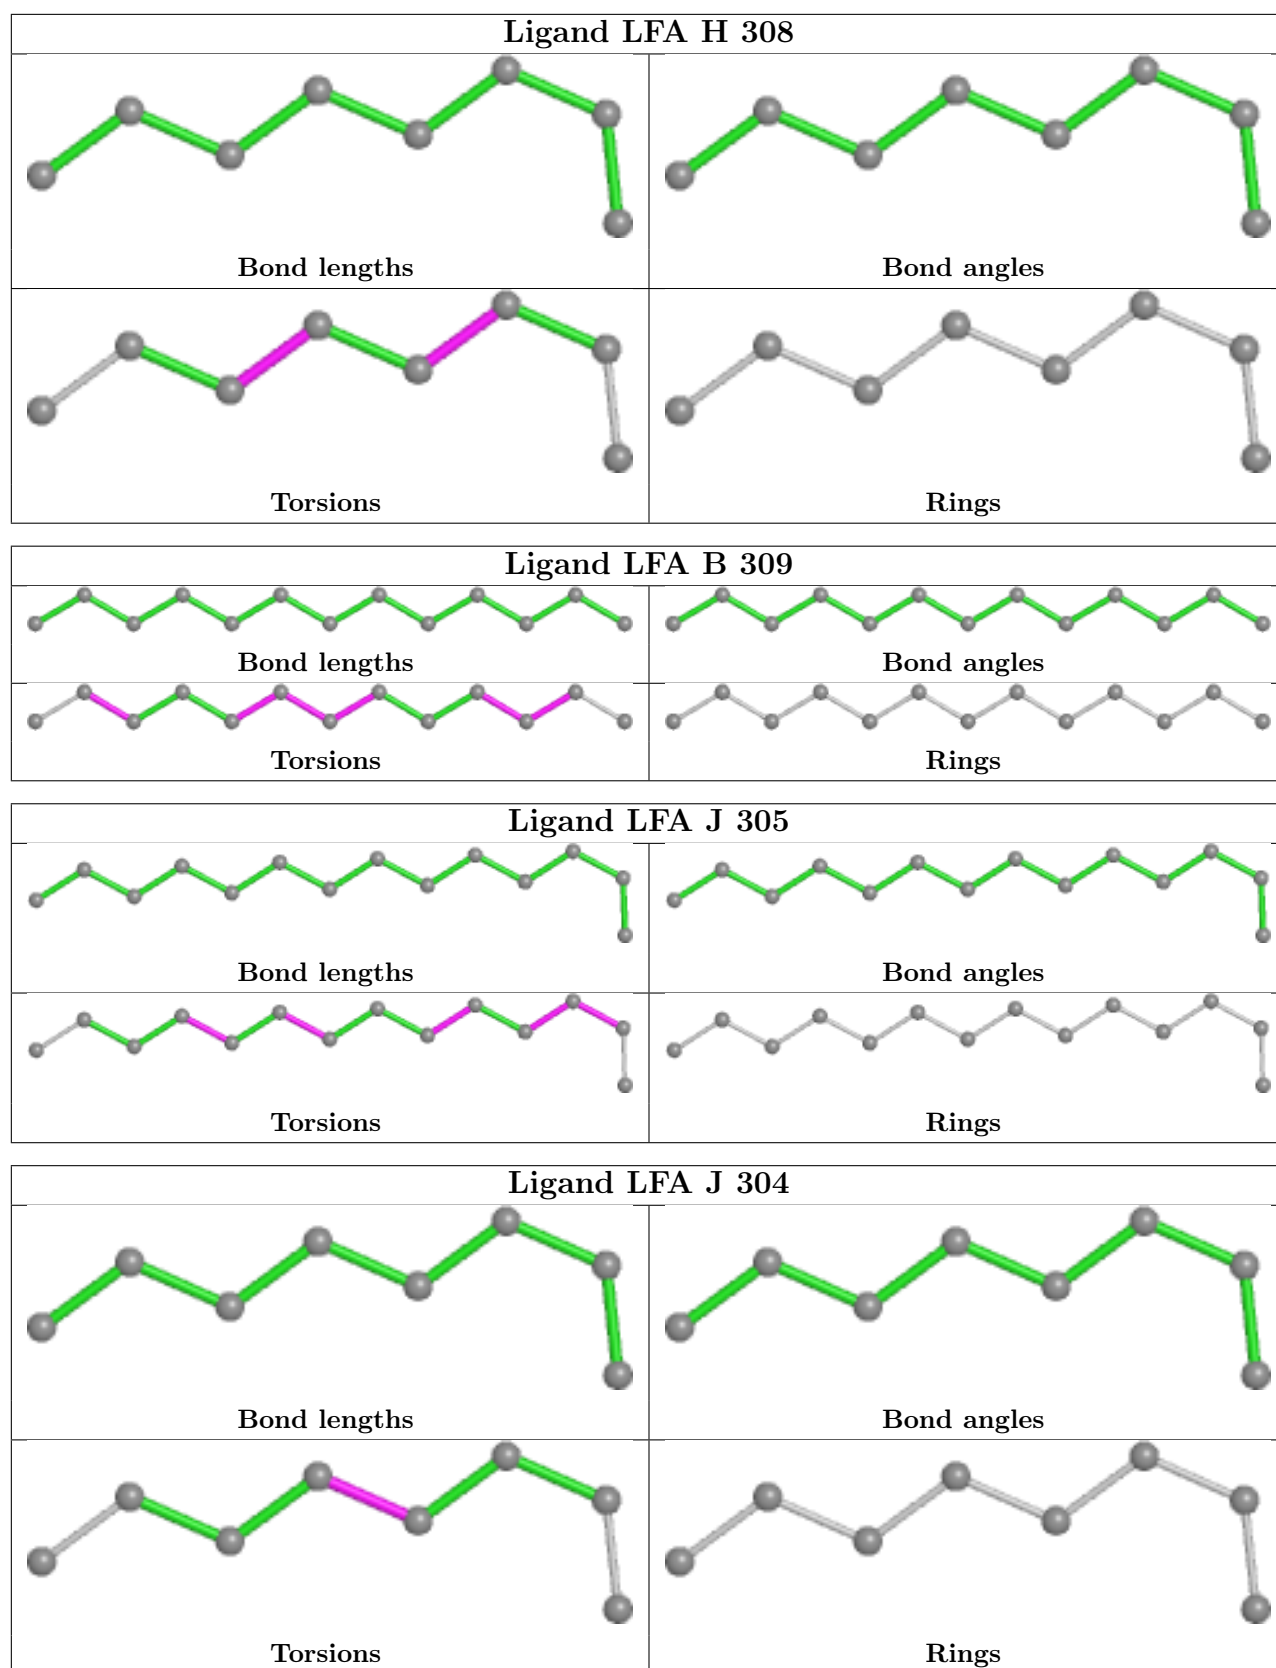 Ligand LFA H 308
Bond lengths
Bond angles
Torsions
Rings
Ligand LFA B 309
Bond lengths
Bond angles
Torsions
Rings
Ligand LFA J 305
Bond lengths
Bond angles
Torsions
Rings
Ligand LFA J 304
Bond lengths
Bond angles
Torsions
Rings